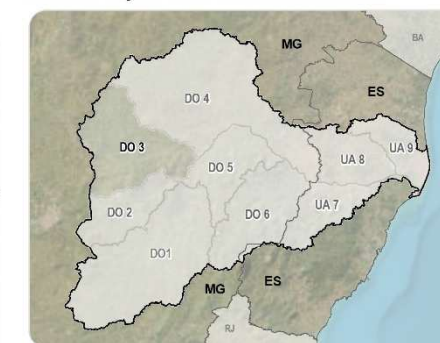 BA
MG
ES
DO 4
DO 3
UA 8
UA 9
DO 5
DO 2
DO 6
UA 7
DO1
MG
ES
RJ